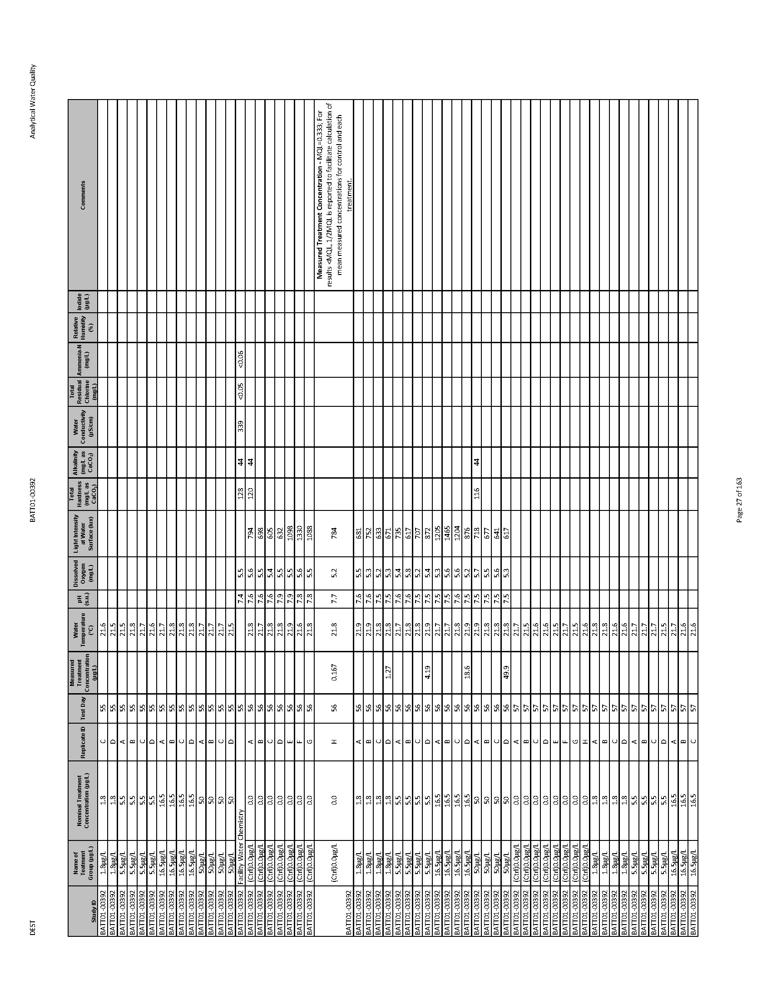 DEST BATT01-00392 Analytical Water Quality
Study ID Name of Teatment Group (µg/L) Nominal Treatment Concentration (µg/L) Replicate ID Test Day Measured Treatment Concentration (µg/L) Water Temperature (°C) pH (s.u.) Dissolved Oxygen (mg/L) Light Intensity at Water Surface (lux) Total Hardness (mg/L as CaCO₃) Alkalinity (mg/L as CaCO₃) Water Conductivity (µS/cm) Total Residual Chlorine (mg/L) Ammonia-N (mg/L) Relative Humidity (%) Iodide (µg/L) Comments
BATT01-00392 1.8µg/L 1.8 C 55 21.6
BATT01-00392 1.8µg/L 1.8 D 55 21.5
BATT01-00392 5.5µg/L 5.5 A 55 21.5
BATT01-00392 5.5µg/L 5.5 B 55 21.8
BATT01-00392 5.5µg/L 5.5 C 55 21.7
BATT01-00392 5.5µg/L 5.5 D 55 21.6
BATT01-00392 16.5µg/L 16.5 A 55 21.7
BATT01-00392 16.5µg/L 16.5 B 55 21.8
BATT01-00392 16.5µg/L 16.5 C 55 21.8
BATT01-00392 16.5µg/L 16.5 D 55 21.8
BATT01-00392 50µg/L 50 A 55 21.7
BATT01-00392 50µg/L 50 B 55 21.7
BATT01-00392 50µg/L 50 C 55 21.7
BATT01-00392 50µg/L 50 D 55 21.5
BATT01-00392 Facility Water Chemistry 55 7.4 5.5 128 44 339 <0.05 <0.06
BATT01-00392 (Ctrl)0.0µg/L 0.0 A 56 21.8 7.6 5.6 794 120 44
BATT01-00392 (Ctrl)0.0µg/L 0.0 B 56 21.7 7.6 5.5 698
BATT01-00392 (Ctrl)0.0µg/L 0.0 C 56 21.8 7.6 5.4 605
BATT01-00392 (Ctrl)0.0µg/L 0.0 D 56 21.8 7.9 5.5 632
BATT01-00392 (Ctrl)0.0µg/L 0.0 E 56 21.9 7.9 5.5 1098
BATT01-00392 (Ctrl)0.0µg/L 0.0 F 56 21.6 7.8 5.6 1330
BATT01-00392 (Ctrl)0.0µg/L 0.0 G 56 21.8 7.8 5.5 1088
BATT01-00392 (Ctrl)0.0µg/L 0.0 H 56 0.167 21.8 7.7 5.2 784 Measured Treatment Concentration - MQL=0.333; For
results <MQL, 1/2MQL is reported to facilitate calculation of
mean measured concentrations for control and each
treatment.
BATT01-00392 1.8µg/L 1.8 A 56 21.9 7.6 5.5 681
BATT01-00392 1.8µg/L 1.8 B 56 21.9 7.6 5.3 752
BATT01-00392 1.8µg/L 1.8 C 56 21.8 7.5 5.2 633
BATT01-00392 1.8µg/L 1.8 D 56 1.27 21.8 7.5 5.3 671
BATT01-00392 5.5µg/L 5.5 A 56 21.7 7.6 5.4 735
BATT01-00392 5.5µg/L 5.5 B 56 21.8 7.6 5.8 617
BATT01-00392 5.5µg/L 5.5 C 56 21.8 7.5 5.2 707
BATT01-00392 5.5µg/L 5.5 D 56 4.19 21.9 7.5 5.4 872
BATT01-00392 16.5µg/L 16.5 A 56 21.7 7.5 5.3 1205
BATT01-00392 16.5µg/L 16.5 B 56 21.7 7.5 5.6 1465
BATT01-00392 16.5µg/L 16.5 C 56 21.8 7.6 5.6 1204
BATT01-00392 16.5µg/L 16.5 D 56 18.6 21.9 7.5 5.2 876
BATT01-00392 50µg/L 50 A 56 21.9 7.5 5.7 718 116 44
BATT01-00392 50µg/L 50 B 56 21.8 7.5 5.5 677
BATT01-00392 50µg/L 50 C 56 21.8 7.5 5.6 641
BATT01-00392 50µg/L 50 D 56 49.9 21.8 7.5 5.3 617
BATT01-00392 (Ctrl)0.0µg/L 0.0 A 57 21.7
BATT01-00392 (Ctrl)0.0µg/L 0.0 B 57 21.5
BATT01-00392 (Ctrl)0.0µg/L 0.0 C 57 21.6
BATT01-00392 (Ctrl)0.0µg/L 0.0 D 57 21.6
BATT01-00392 (Ctrl)0.0µg/L 0.0 E 57 21.5
BATT01-00392 (Ctrl)0.0µg/L 0.0 F 57 21.7
BATT01-00392 (Ctrl)0.0µg/L 0.0 G 57 21.5
BATT01-00392 (Ctrl)0.0µg/L 0.0 H 57 21.6
BATT01-00392 1.8µg/L 1.8 A 57 21.8
BATT01-00392 1.8µg/L 1.8 B 57 21.8
BATT01-00392 1.8µg/L 1.8 C 57 21.6
BATT01-00392 1.8µg/L 1.8 D 57 21.6
BATT01-00392 5.5µg/L 5.5 A 57 21.7
BATT01-00392 5.5µg/L 5.5 B 57 21.7
BATT01-00392 5.5µg/L 5.5 C 57 21.7
BATT01-00392 5.5µg/L 5.5 D 57 21.5
BATT01-00392 16.5µg/L 16.5 A 57 21.7
BATT01-00392 16.5µg/L 16.5 B 57 21.6
BATT01-00392 16.5µg/L 16.5 C 57 21.6
Page 27 of 163